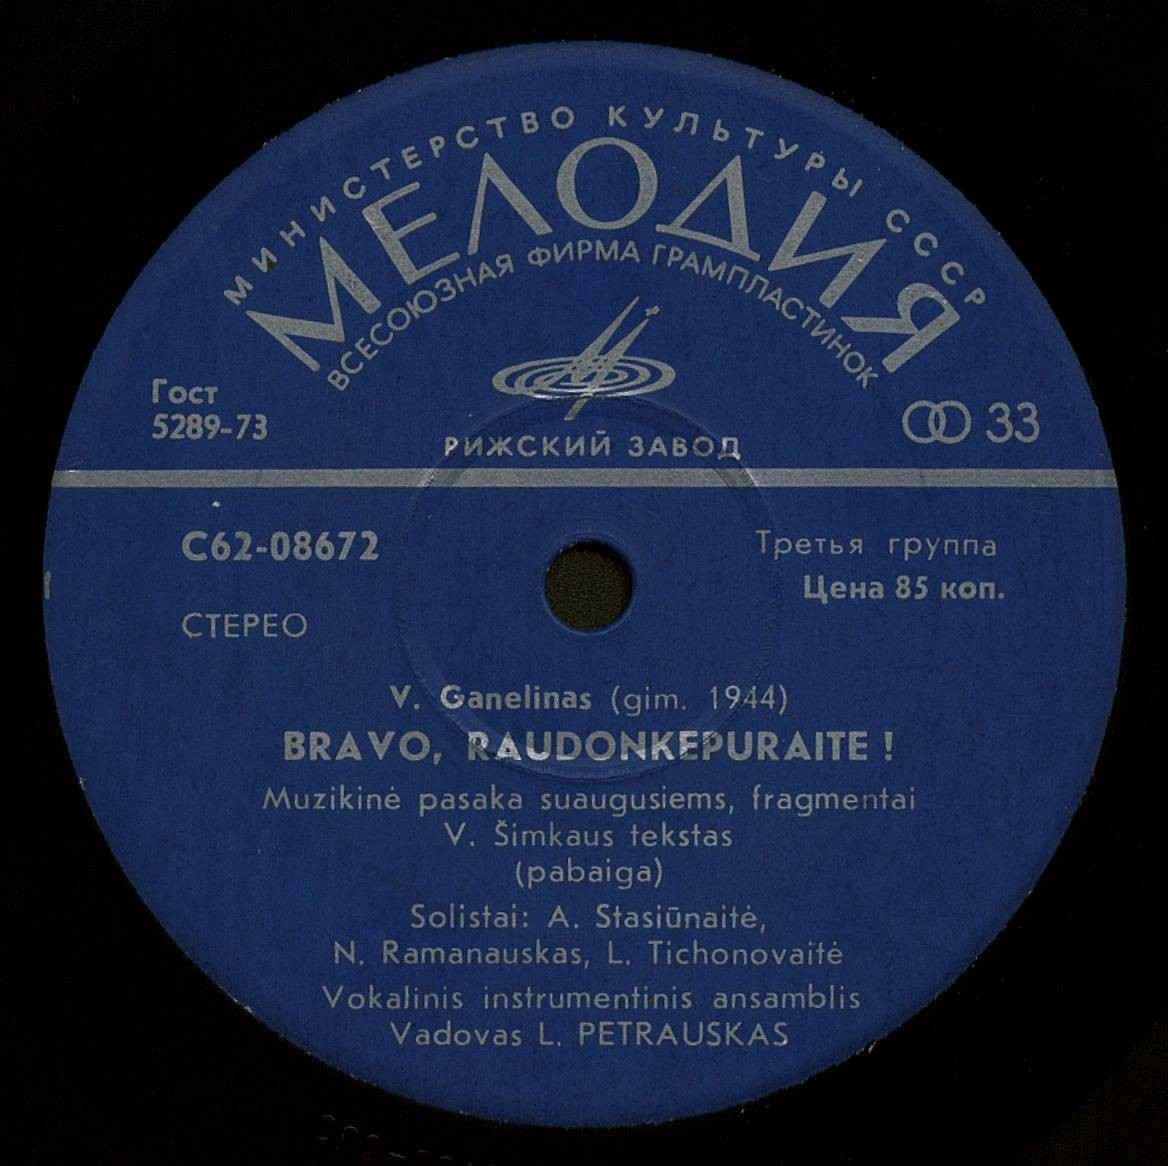 МИНИСТЕРСТВО КУЛЬТУРЫ СССР
МЕЛОДИЯ
ВСЕСОЮЗНАЯ ФИРМА ГРАМПЛАСТИНОК
Гост
5289-73
33
РИЖСКИЙ ЗАВОД
С62-08672
Третья группа
Цена 85 коп.
СТЕРЕО
V. Ganelinas (gim. 1944)
BRAVO, RAUDONKEPURAITE !
Muzikinė pasaka suaugusiems, fragmentai
V. Šimkaus tekstas
(pabaiga)
Solistai: A. Stasiūnaitė,
N. Ramanauskas, L. Tichonovaitė
Vokalinis instrumentinis ansamblis
Vadovas L. PETRAUSKAS